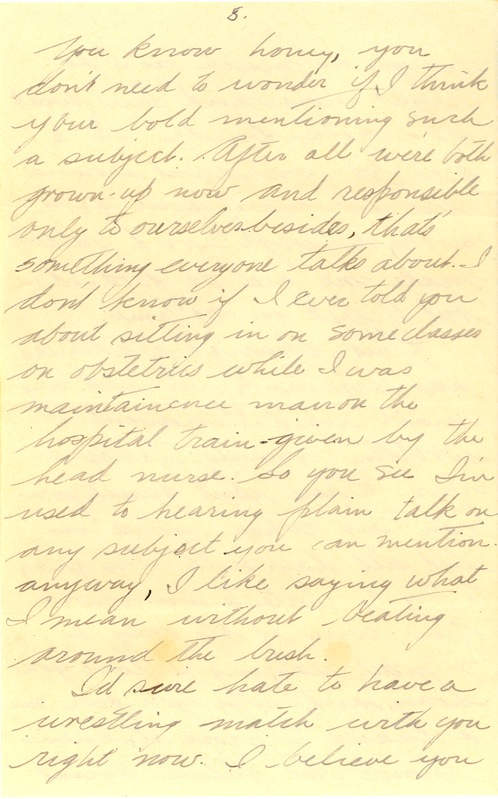 8.
You know honey, you
don't need to wonder if I think
your bold mentioning such
a subject. After all we're both
grown-up now and responsible
only to ourselves besides, that's
something everyone talks about. I
don't know if I ever told you
about sitting in on some classes
on obstetrics while I was
maintainence man on the
hospital train - given by the
head nurse. So you see I'm
used to hearing plain talk on
any subject you can mention.
anyway, I like saying what
I mean without beating
around the bush.
I'd sure hate to have a
wrestling match with you
right now. I believe you